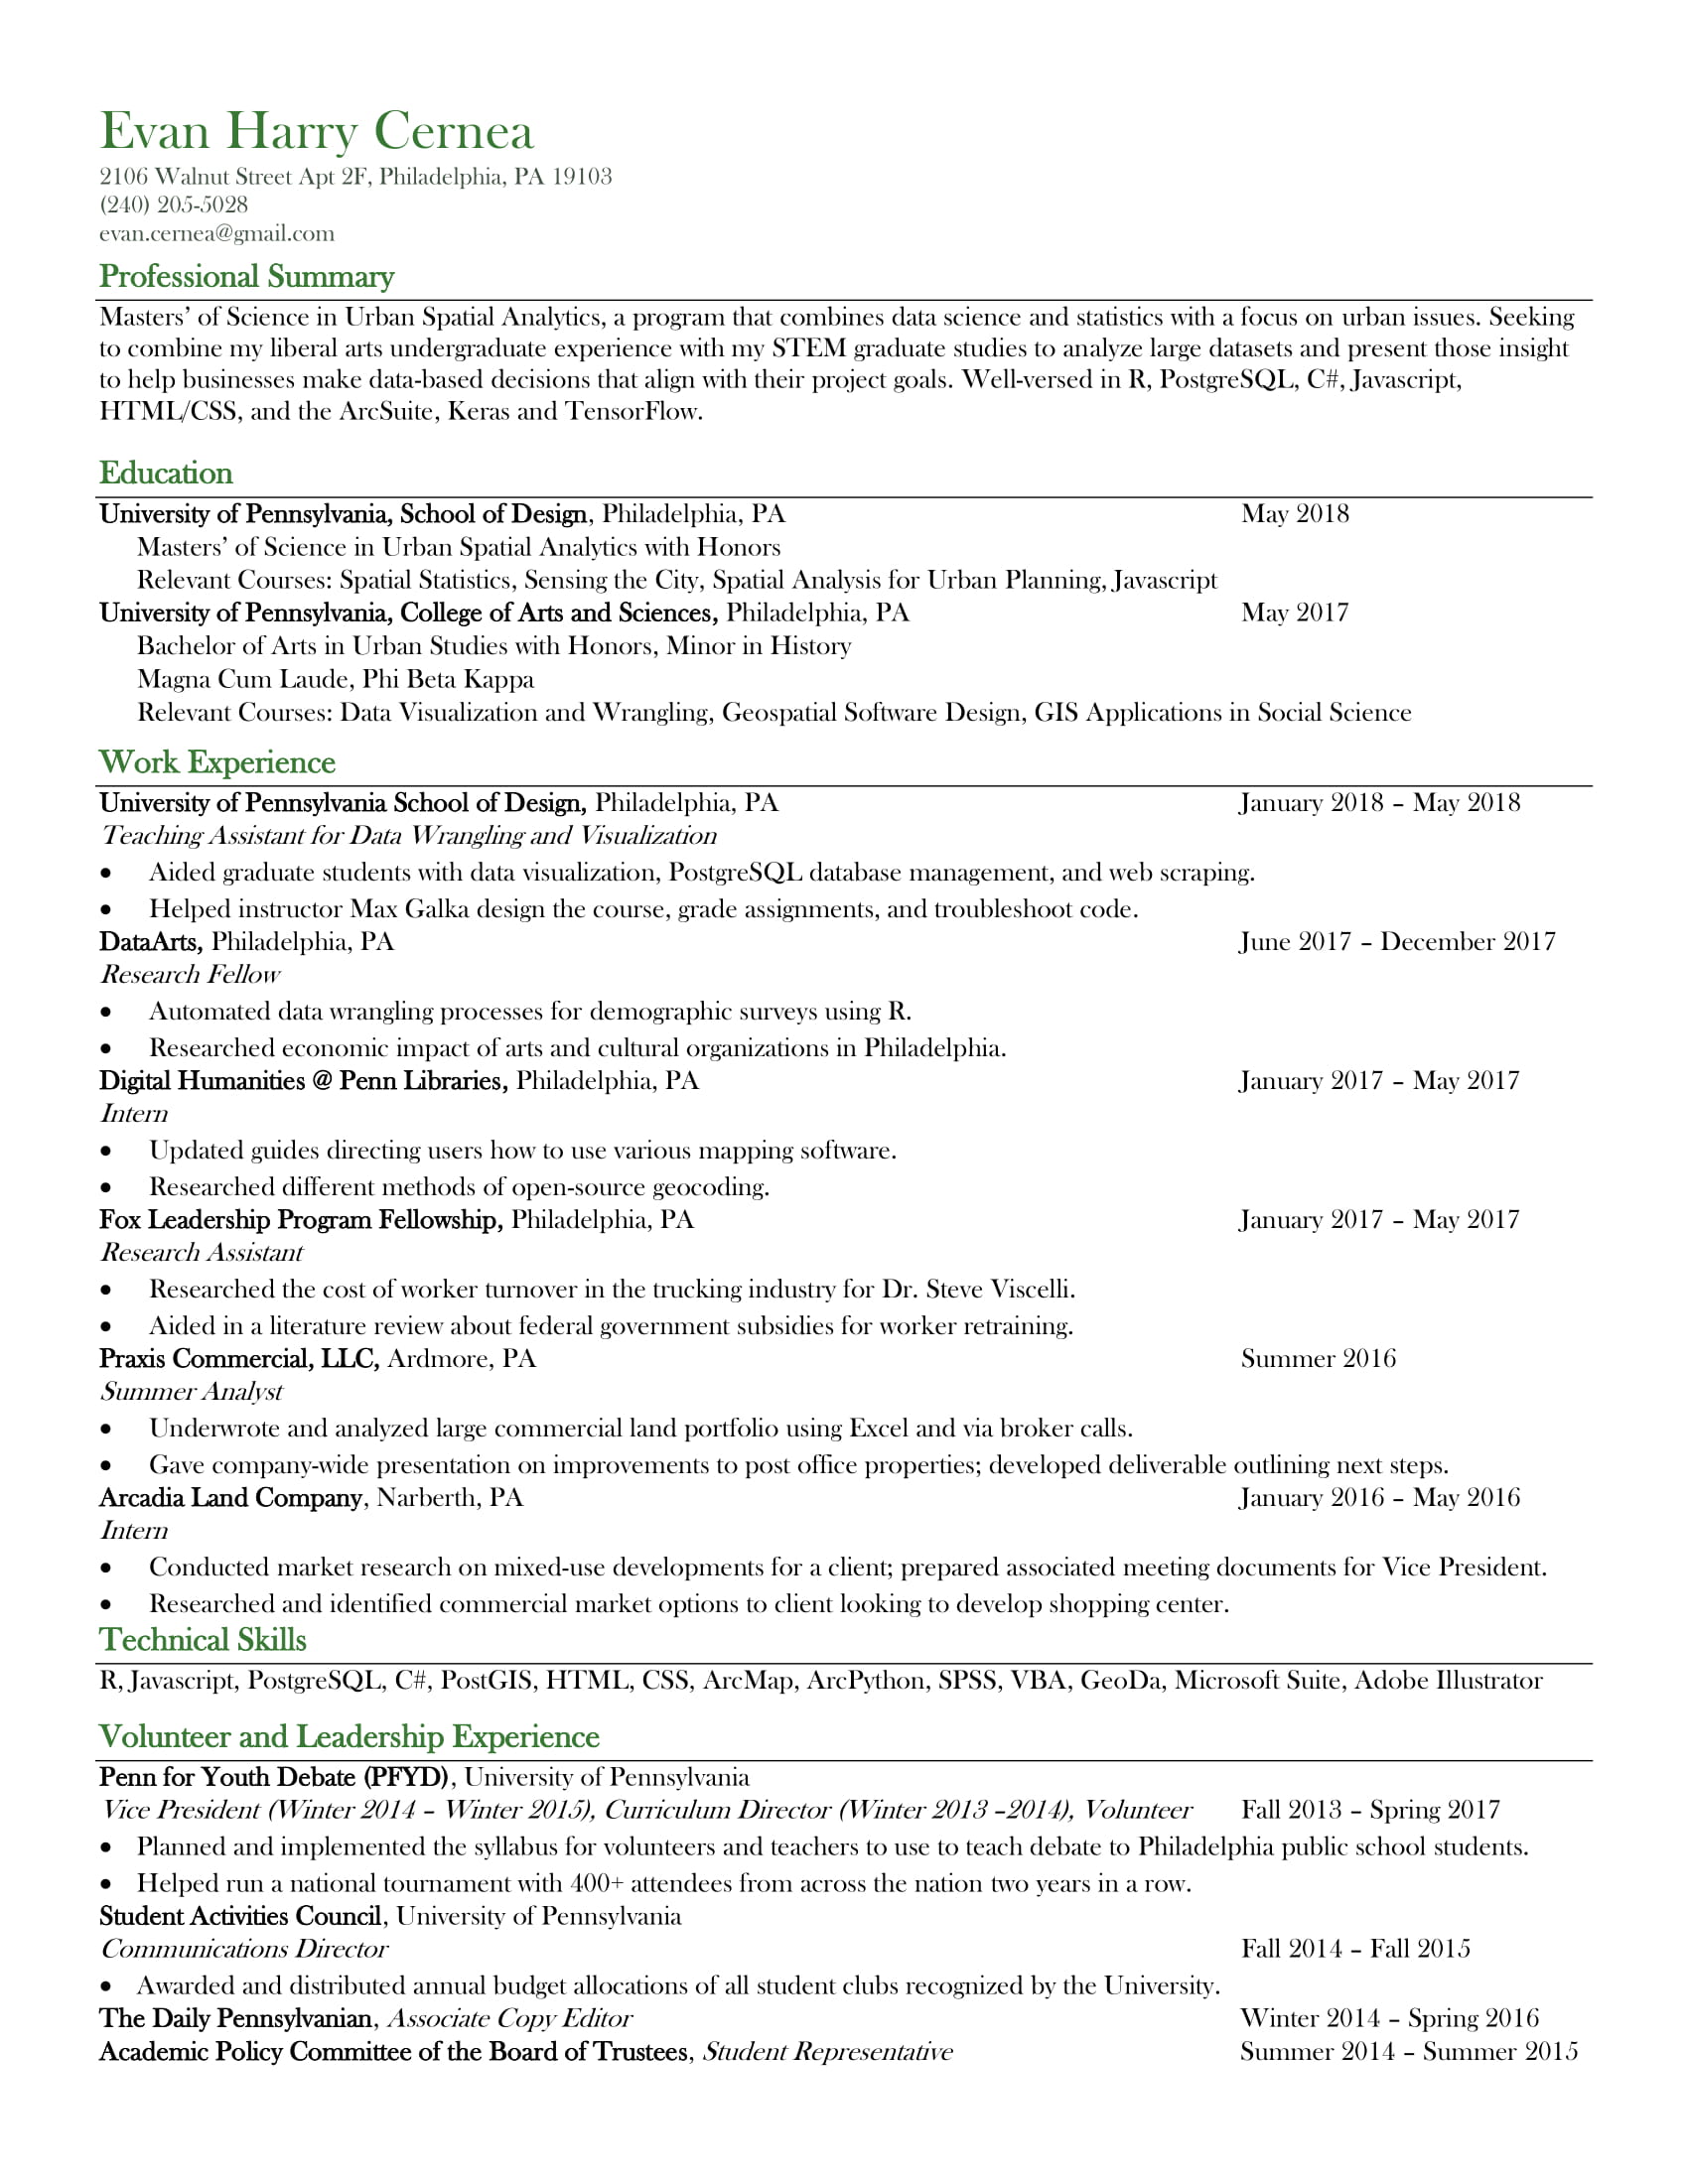 Evan Harry Cernea
2106 Walnut Street Apt 2F, Philadelphia, PA 19103
(240) 205-5028
evan.cernea@gmail.com
Professional Summary
Masters’ of Science in Urban Spatial Analytics, a program that combines data science and statistics with a focus on urban issues. Seeking
to combine my liberal arts undergraduate experience with my STEM graduate studies to analyze large datasets and present those insight
to help businesses make data-based decisions that align with their project goals. Well-versed in R, PostgreSQL, C#, Javascript,
HTML/CSS, and the ArcSuite, Keras and TensorFlow.
Education
University of Pennsylvania, School of Design, Philadelphia, PA May 2018
Masters’ of Science in Urban Spatial Analytics with Honors
Relevant Courses: Spatial Statistics, Sensing the City, Spatial Analysis for Urban Planning, Javascript
University of Pennsylvania, College of Arts and Sciences, Philadelphia, PA May 2017
Bachelor of Arts in Urban Studies with Honors, Minor in History
Magna Cum Laude, Phi Beta Kappa
Relevant Courses: Data Visualization and Wrangling, Geospatial Software Design, GIS Applications in Social Science
Work Experience
University of Pennsylvania School of Design, Philadelphia, PA January 2018 – May 2018
Teaching Assistant for Data Wrangling and Visualization
• Aided graduate students with data visualization, PostgreSQL database management, and web scraping.
• Helped instructor Max Galka design the course, grade assignments, and troubleshoot code.
DataArts, Philadelphia, PA June 2017 – December 2017
Research Fellow
• Automated data wrangling processes for demographic surveys using R.
• Researched economic impact of arts and cultural organizations in Philadelphia.
Digital Humanities @ Penn Libraries, Philadelphia, PA January 2017 – May 2017
Intern
• Updated guides directing users how to use various mapping software.
• Researched different methods of open-source geocoding.
Fox Leadership Program Fellowship, Philadelphia, PA January 2017 – May 2017
Research Assistant
• Researched the cost of worker turnover in the trucking industry for Dr. Steve Viscelli.
• Aided in a literature review about federal government subsidies for worker retraining.
Praxis Commercial, LLC, Ardmore, PA Summer 2016
Summer Analyst
• Underwrote and analyzed large commercial land portfolio using Excel and via broker calls.
• Gave company-wide presentation on improvements to post office properties; developed deliverable outlining next steps.
Arcadia Land Company, Narberth, PA January 2016 – May 2016
Intern
• Conducted market research on mixed-use developments for a client; prepared associated meeting documents for Vice President.
• Researched and identified commercial market options to client looking to develop shopping center.
Technical Skills
R, Javascript, PostgreSQL, C#, PostGIS, HTML, CSS, ArcMap, ArcPython, SPSS, VBA, GeoDa, Microsoft Suite, Adobe Illustrator
Volunteer and Leadership Experience
Penn for Youth Debate (PFYD), University of Pennsylvania
Vice President (Winter 2014 – Winter 2015), Curriculum Director (Winter 2013 –2014), Volunteer Fall 2013 – Spring 2017
• Planned and implemented the syllabus for volunteers and teachers to use to teach debate to Philadelphia public school students.
• Helped run a national tournament with 400+ attendees from across the nation two years in a row.
Student Activities Council, University of Pennsylvania
Communications Director Fall 2014 – Fall 2015
• Awarded and distributed annual budget allocations of all student clubs recognized by the University.
The Daily Pennsylvanian, Associate Copy Editor Winter 2014 – Spring 2016
Academic Policy Committee of the Board of Trustees, Student Representative Summer 2014 – Summer 2015